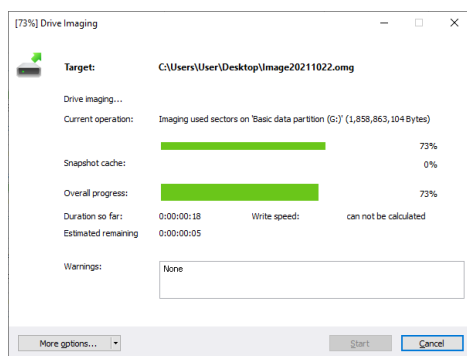 [73%] Drive Imaging
Target: C:\Users\User\Desktop\Image20211022.omg
Drive imaging...
Current operation: Imaging used sectors on 'Basic data partition (G:)' (1,858,863,104 Bytes)
73%
Snapshot cache: 0%
Overall progress: 73%
Duration so far: 0:00:00:18 Write speed: can not be calculated
Estimated remaining 0:00:00:05
Warnings: None
More options... Start Cancel